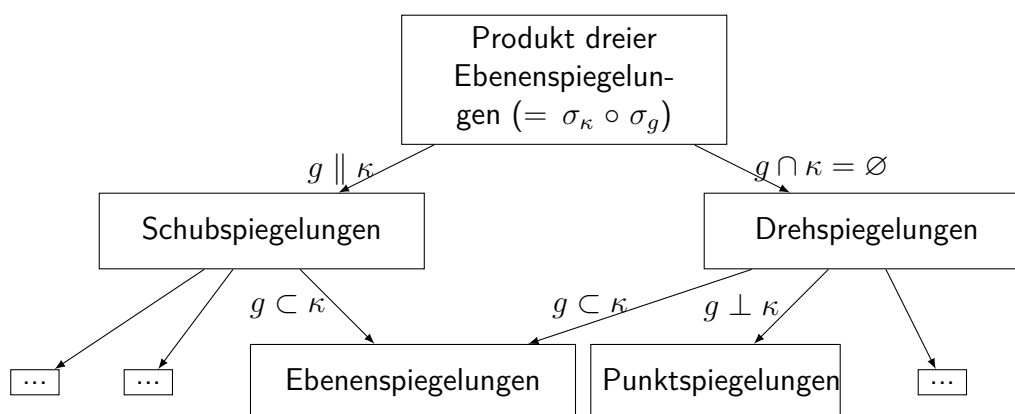 Produkt dreier
Ebenenspiegelun-
gen (= σ_κ ∘ σ_g)
g ∥ κ
g ∩ κ = ∅
Schubspiegelungen
Drehspiegelungen
g ⊂ κ
g ⊂ κ
g ⊥ κ
...
...
Ebenenspiegelungen
Punktspiegelungen
...